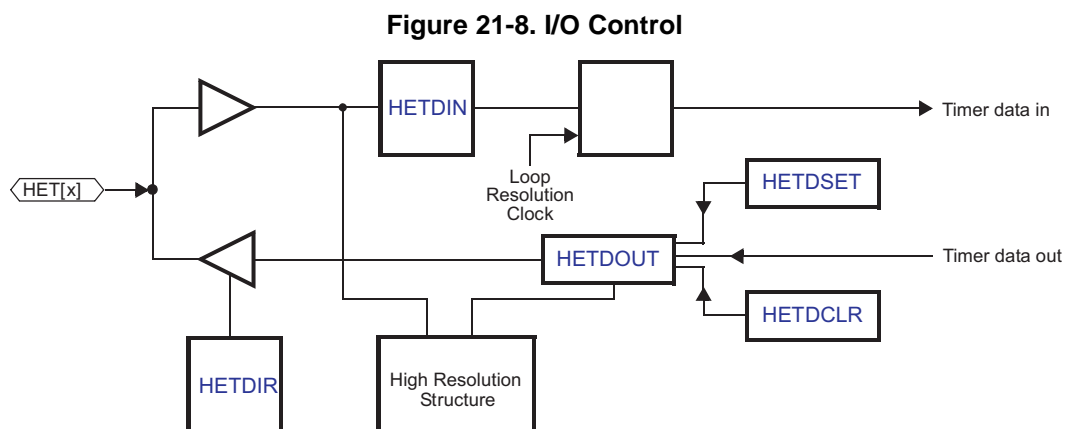 Figure 21-8. I/O Control
HETDIN
Timer data in
HET[x]
Loop
Resolution
Clock
HETDSET
HETDOUT
Timer data out
HETDCLR
HETDIR
High Resolution
Structure